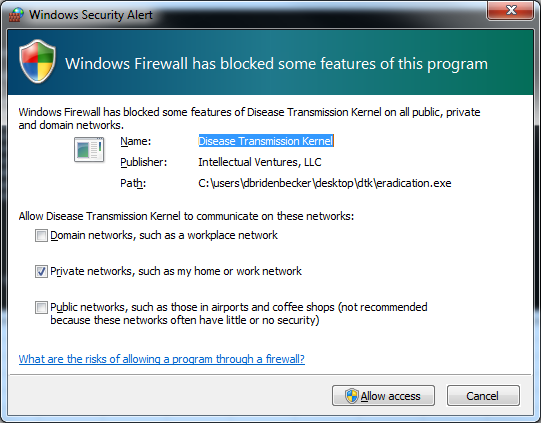 Windows Security Alert
Windows Firewall has blocked some features of this program
Windows Firewall has blocked some features of Disease Transmission Kernel on all public, private
and domain networks.
Name: Disease Transmission Kernel
Publisher: Intellectual Ventures, LLC
Path: C:\users\dbridenbecker\desktop\dtk\eradication.exe
Allow Disease Transmission Kernel to communicate on these networks:
Domain networks, such as a workplace network
Private networks, such as my home or work network
Public networks, such as those in airports and coffee shops (not recommended
because these networks often have little or no security)
What are the risks of allowing a program through a firewall?
Allow access Cancel